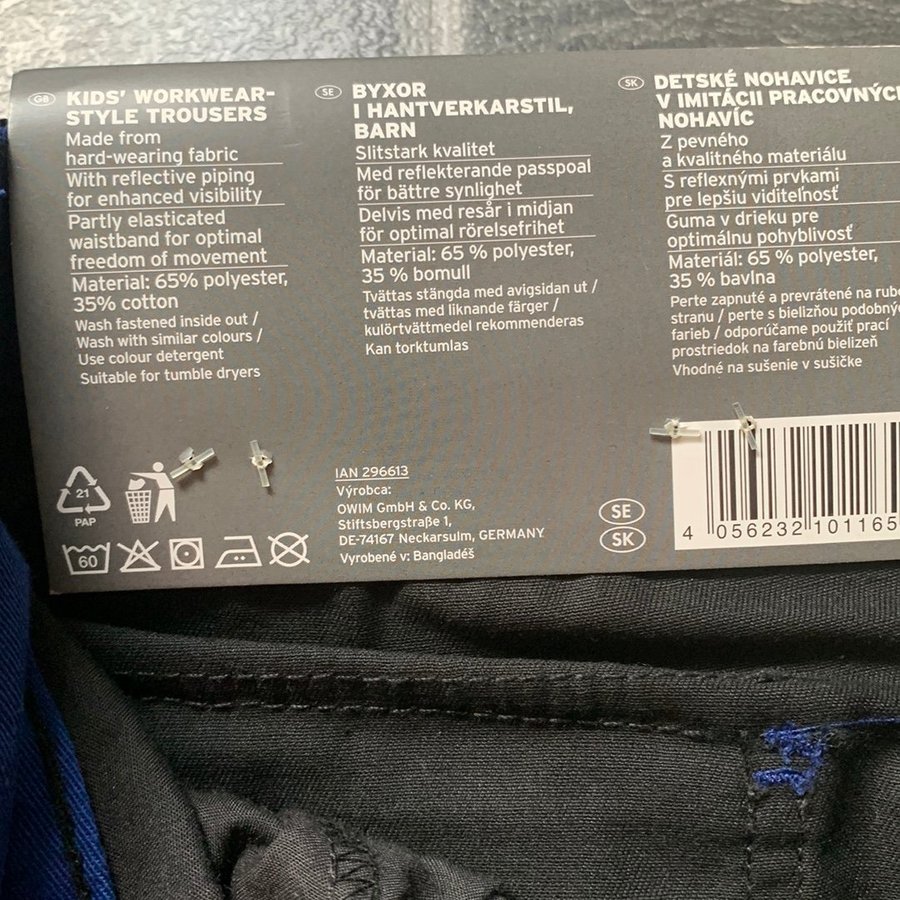 GB KIDS' WORKWEAR-
STYLE TROUSERS
Made from
hard-wearing fabric
With reflective piping
for enhanced visibility
Partly elasticated
waistband for optimal
freedom of movement
Material: 65% polyester,
35% cotton
Wash fastened inside out /
Wash with similar colours /
Use colour detergent
Suitable for tumble dryers
SE BYXOR
I HANTVERKARSTIL,
BARN
Slitstark kvalitet
Med reflekterande passpoal
för bättre synlighet
Delvis med resår i midjan
för optimal rörelsefrihet
Material: 65 % polyester,
35 % bomull
Tvättas stängda med avigsidan ut /
tvättas med liknande färger /
kulörtvättmedel rekommenderas
Kan torktumlas
SK DETSKÉ NOHAVICE
V IMITÁCII PRACOVNÝC
NOHAVÍC
Z pevného
a kvalitného materiálu
S reflexnými prvkami
pre lepšiu viditeľnosť
Guma v drieku pre
optimálnu pohyblivosť
Materiál: 65 % polyester,
35 % bavlna
Perte zapnuté a prevrátené na rube
stranu / perte s bielizňou podobný
farieb / odporúčame použiť prací
prostriedok na farebnú bielizeň
Vhodné na sušenie v sušičke
21
PAP
60
IAN 296613
Výrobca:
OWIM GmbH & Co. KG,
Stiftsbergstraße 1,
DE-74167 Neckarsulm, GERMANY
Vyrobené v: Bangladéš
SE
SK
4 056232 101165